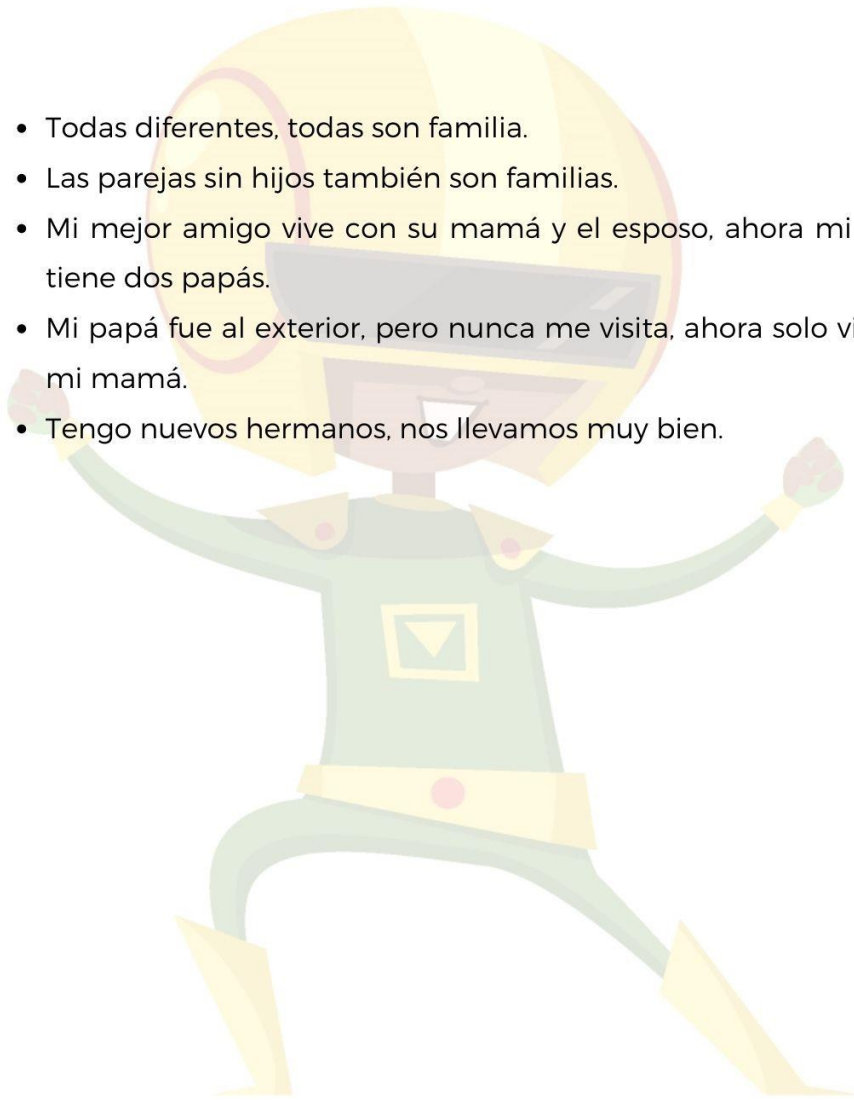 • Todas diferentes, todas son familia.
• Las parejas sin hijos también son familias.
• Mi mejor amigo vive con su mamá y el esposo, ahora mi
tiene dos papás.
• Mi papá fue al exterior, pero nunca me visita, ahora solo
mi mamá.
• Tengo nuevos hermanos, nos llevamos muy bien.